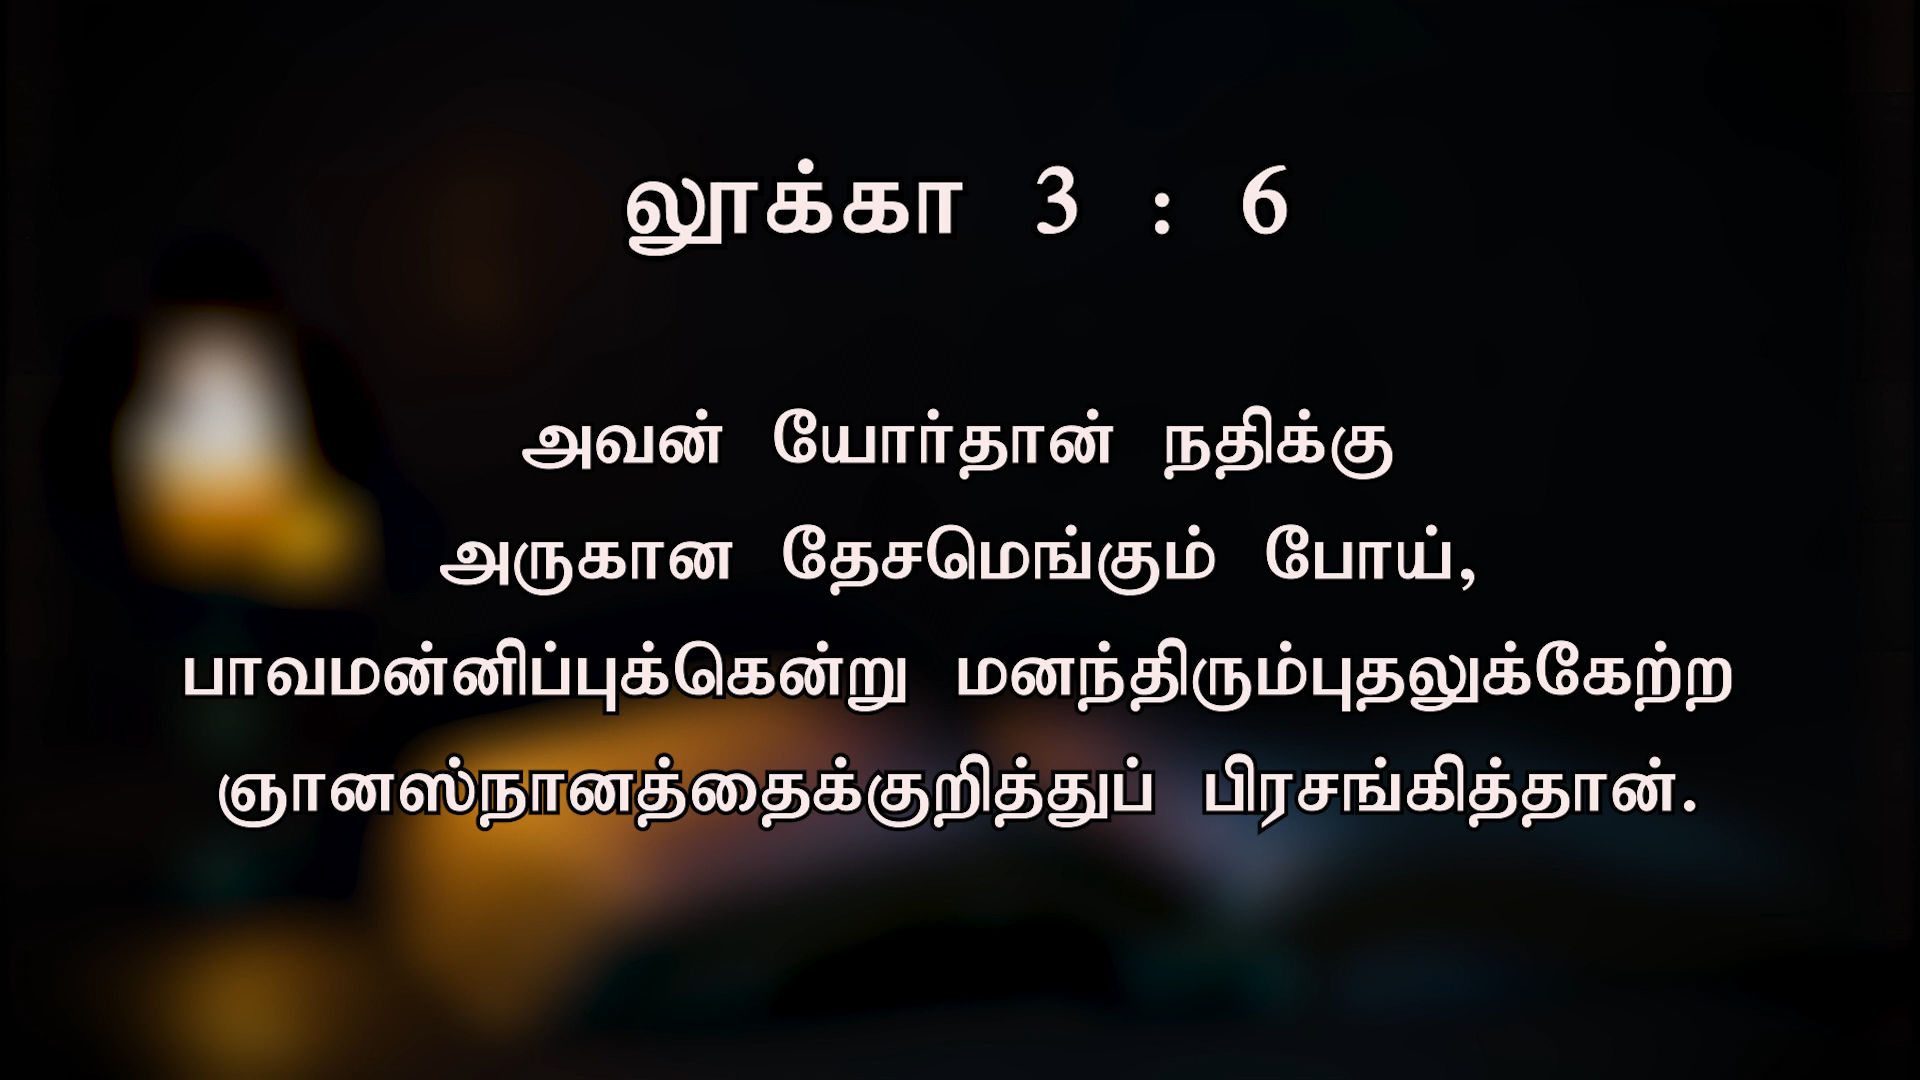 லூக்கா 3 : 6
அவன் யோர்தான் நதிக்கு
அருகான தேசமெங்கும் போய்,
பாவமன்னிப்புக்கென்று மனந்திரும்புதலுக்கேற்ற
ஞானஸ்நானத்தைக்குறித்துப் பிரசங்கித்தான்.